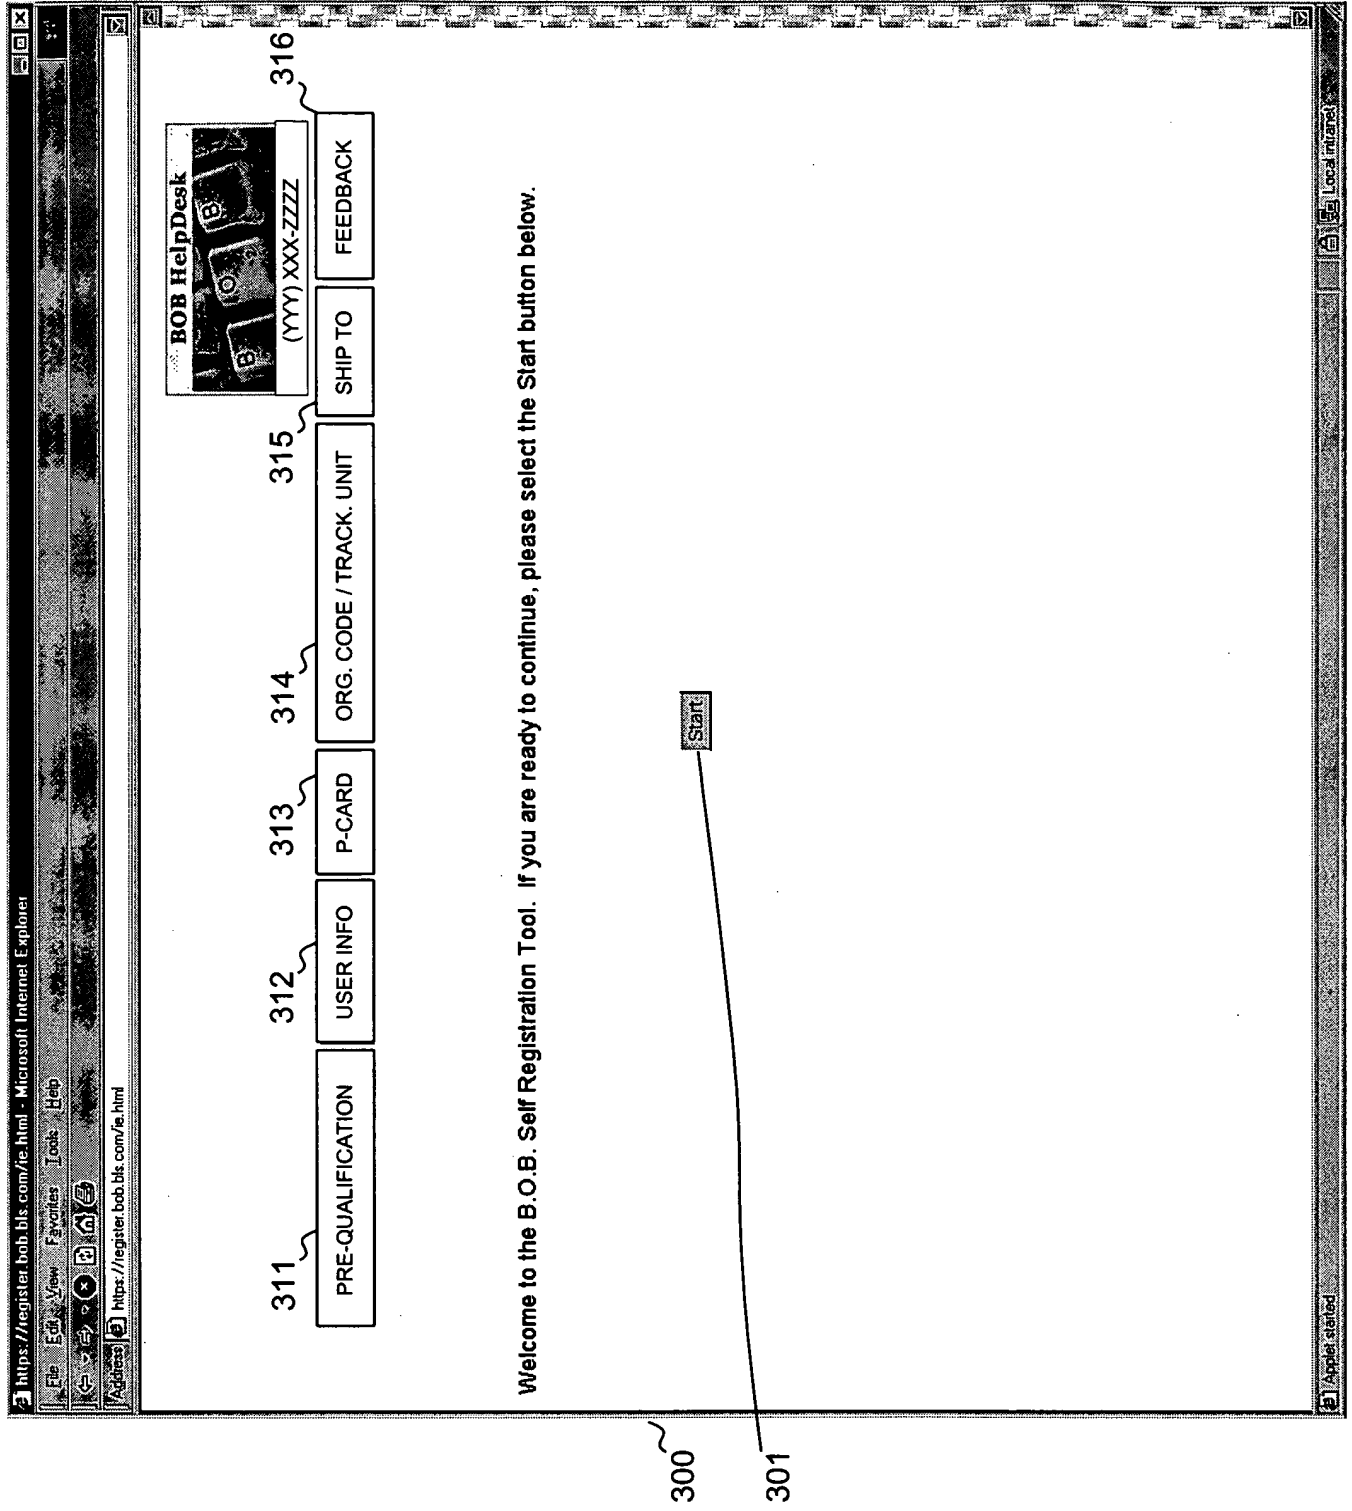 https://register.bob.bls.com/ie.html - Microsoft Internet Explorer
File Edit View Favorites Tools Help
Address https://register.bob.bls.com/ie.html
BOB HelpDesk
B O B
(YYY) XXX-ZZZZ
311 312 313 314 315 316
PRE-QUALIFICATION USER INFO P-CARD ORG. CODE / TRACK. UNIT SHIP TO FEEDBACK
Welcome to the B.O.B. Self Registration Tool. If you are ready to continue, please select the Start button below.
300
Start
301
Applet started Local intranet